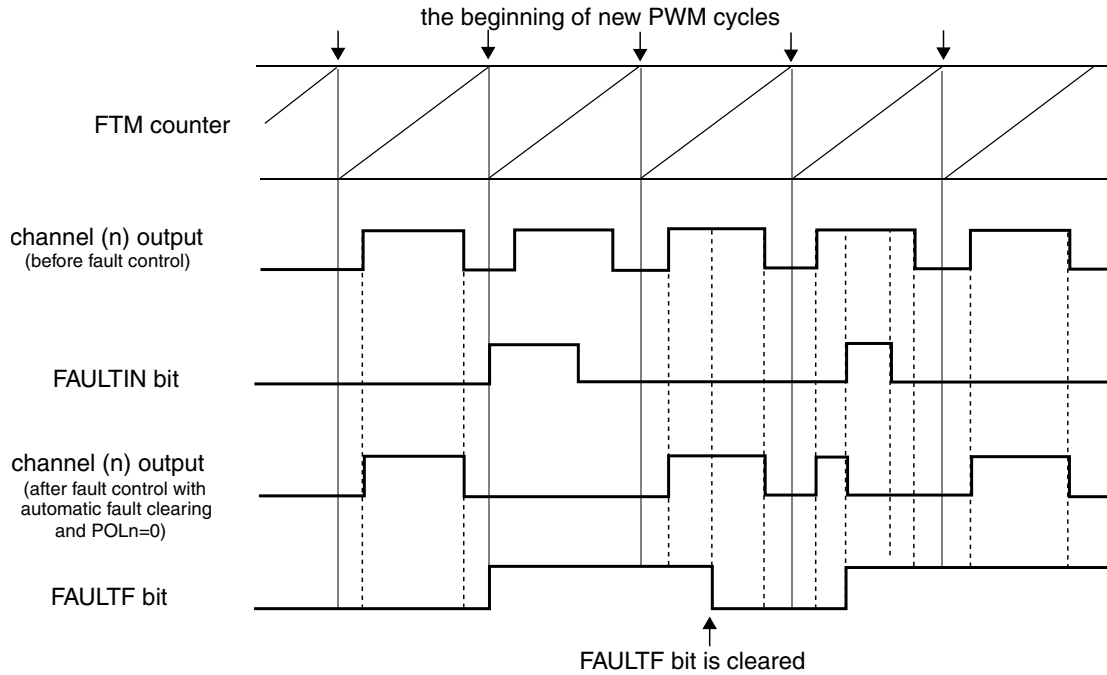 the beginning of new PWM cycles
FTM counter
channel (n) output
(before fault control)
FAULTIN bit
channel (n) output
(after fault control with
automatic fault clearing
and POLn=0)
FAULTF bit
FAULTF bit is cleared